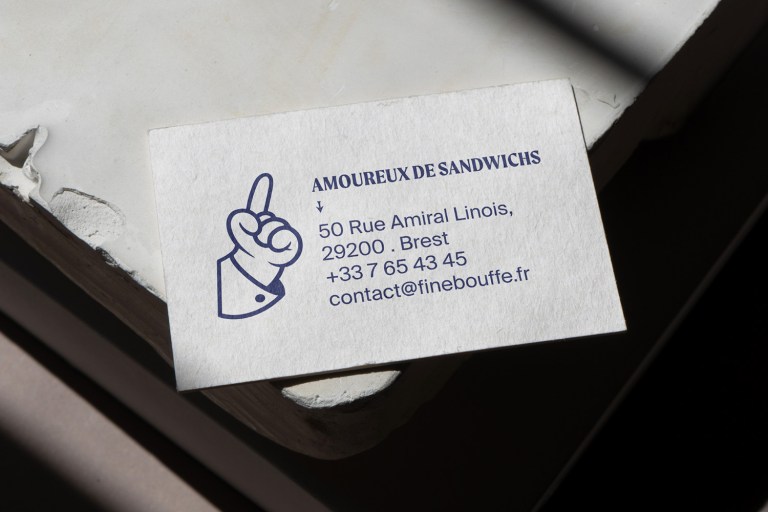 AMOUREUX DE SANDWICHS
↓
50 Rue Amiral Linois,
29200 . Brest
+33 7 65 43 45
contact@finebouffe.fr